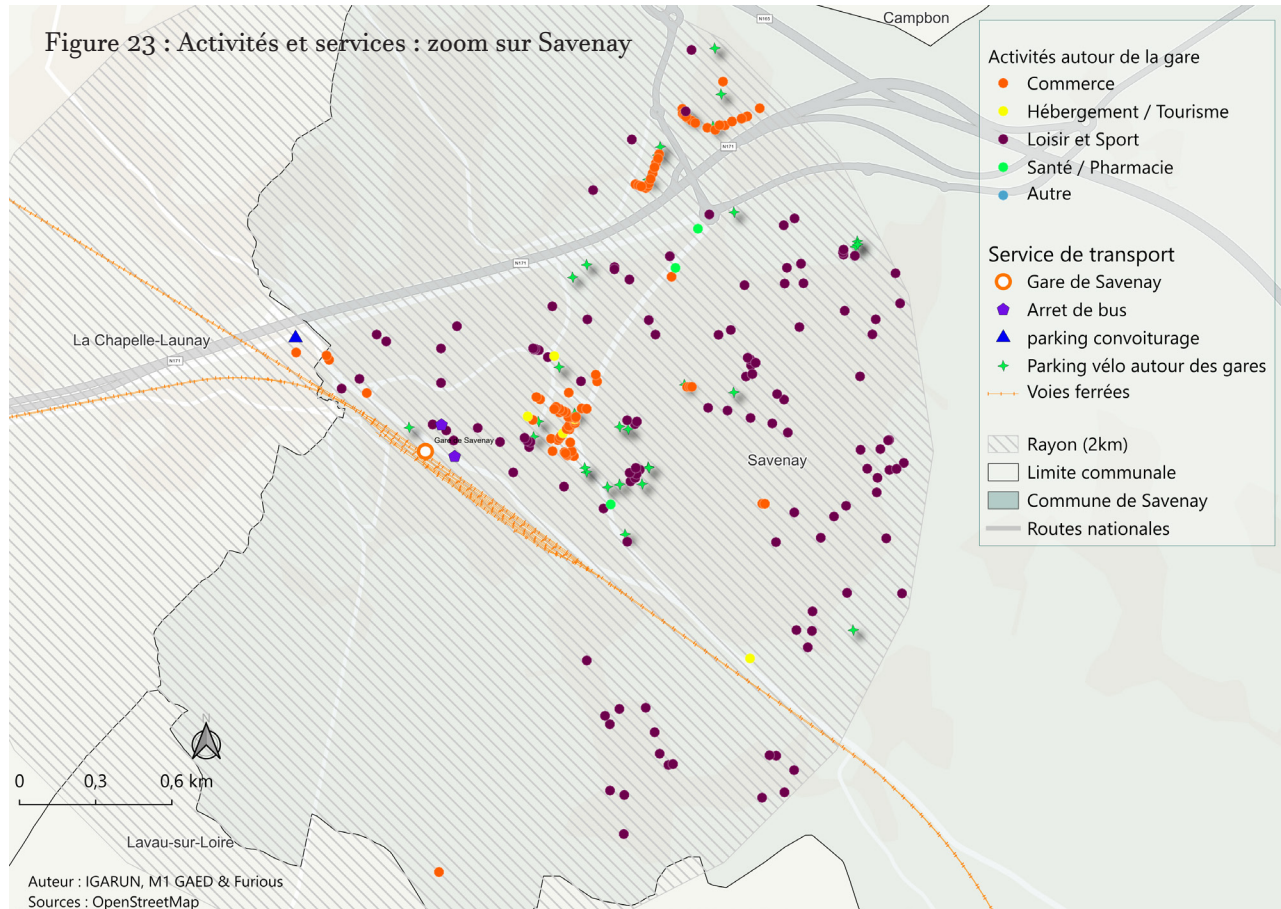 Figure 23 : Activités et services : zoom sur Savenay
Campbon
N165
N171
N171
N171
La Chapelle-Launay
Gare de Savenay
Savenay
Lavau-sur-Loire
N
0 0,3 0,6 km
Auteur : IGARUN, M1 GAED & Furious
Sources : OpenStreetMap
Activités autour de la gare
Commerce
Hébergement / Tourisme
Loisir et Sport
Santé / Pharmacie
Autre
Service de transport
Gare de Savenay
Arret de bus
parking convoiturage
Parking vélo autour des gares
Voies ferrées
Rayon (2km)
Limite communale
Commune de Savenay
Routes nationales